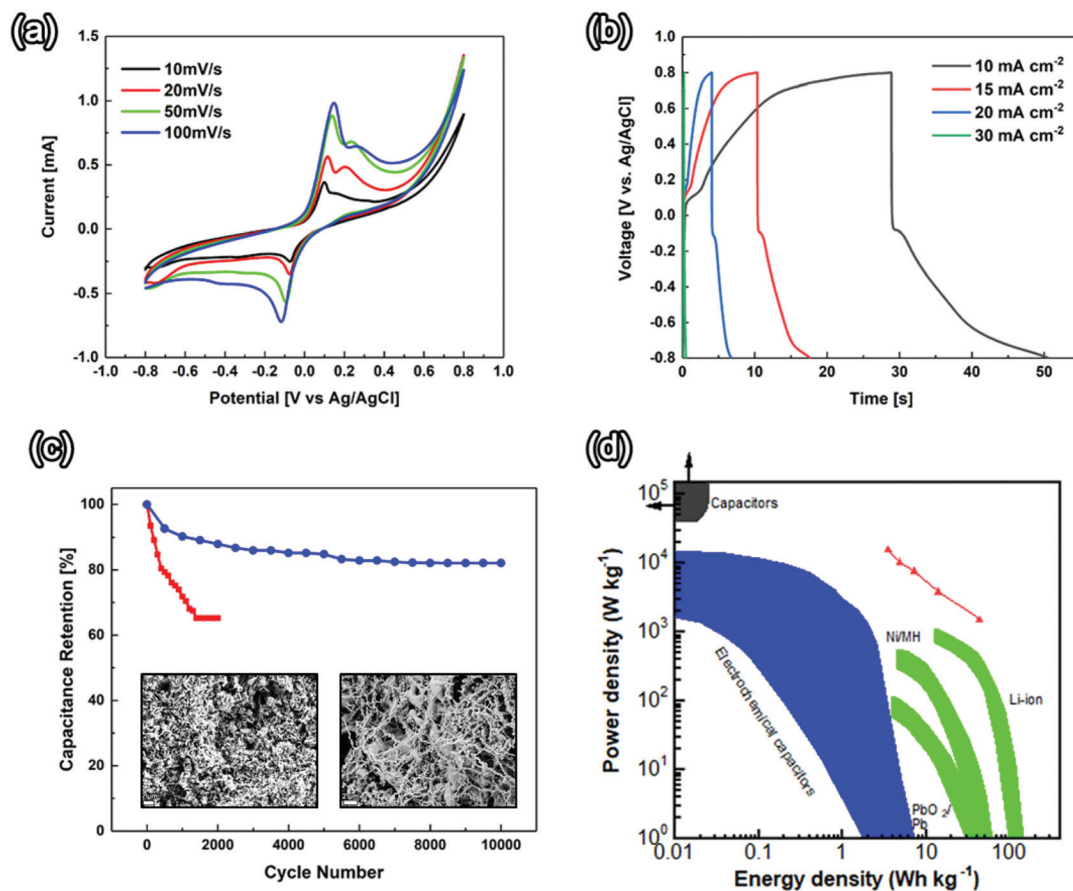 (a)
1.5
1.0
0.5
0.0
-0.5
-1.0
Current [mA]
10mV/s
20mV/s
50mV/s
100mV/s
-1.0 -0.8 -0.6 -0.4 -0.2 0.0 0.2 0.4 0.6 0.8 1.0
Potential [V vs Ag/AgCl]
(b)
1.0
0.8
0.6
0.4
0.2
0.0
-0.2
-0.4
-0.6
-0.8
Voltage [V vs. Ag/AgCl]
10 mA cm⁻²
15 mA cm⁻²
20 mA cm⁻²
30 mA cm⁻²
0 10 20 30 40 50
Time [s]
(c)
100
80
60
40
20
0
Capacitance Retention [%]
0 2000 4000 6000 8000 10000
Cycle Number
(d)
10⁵
10⁴
10³
10²
10¹
10⁰
Power density (W kg⁻¹)
Capacitors
Electrochemical capacitors
Ni/MH
Li-ion
PbO₂/
Pb
0.01 0.1 1 10 100
Energy density (Wh kg⁻¹)